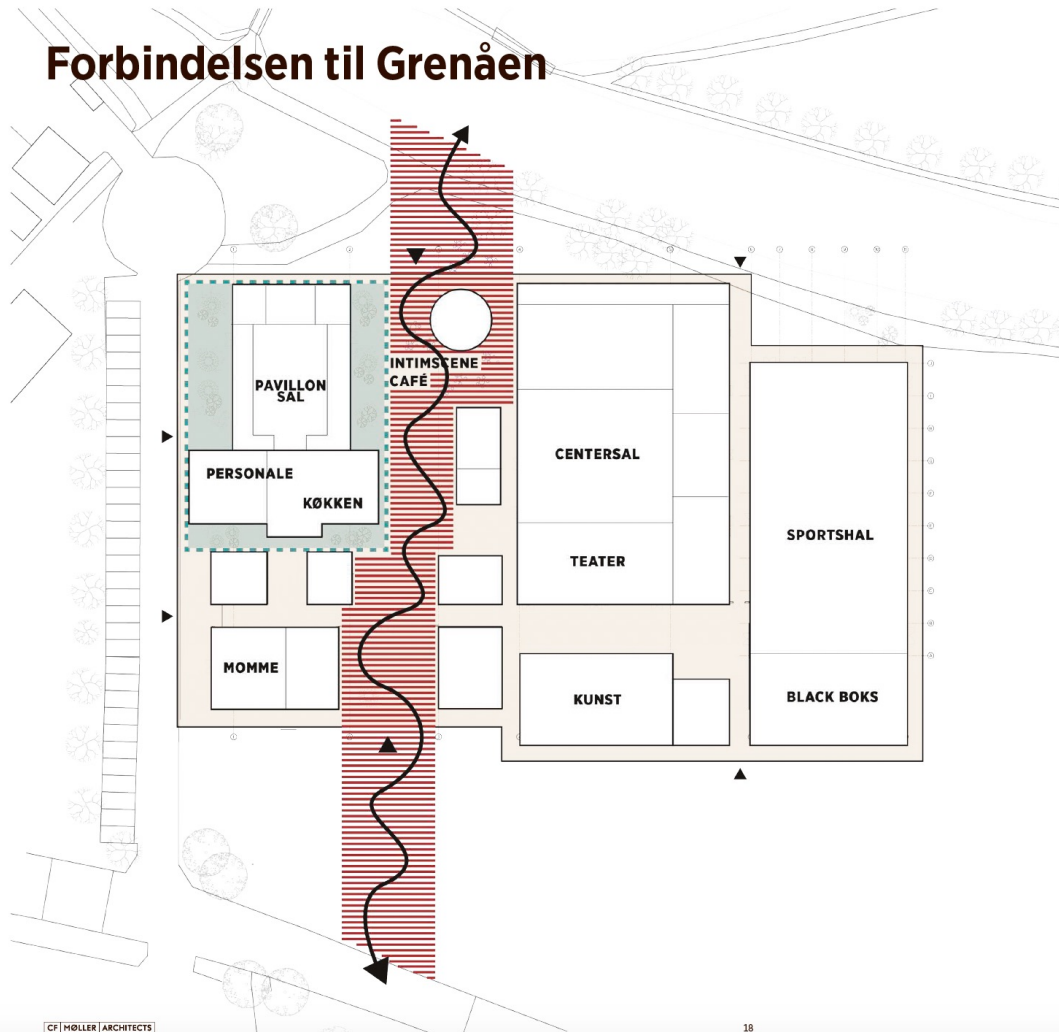 Forbindelsen til Grenåen
INTIMSCENE
CAFÉ
PAVILLON
SAL
PERSONALE
KØKKEN
CENTERSAL
TEATER
SPORTSHAL
MOMME
KUNST
BLACK BOKS
CF MØLLER ARCHITECTS
18